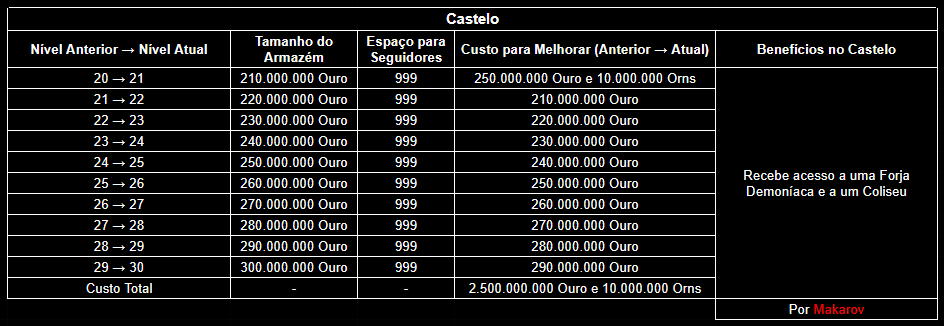 Castelo
Nível Anterior → Nível Atual | Tamanho do Armazém | Espaço para Seguidores | Custo para Melhorar (Anterior → Atual) | Benefícios no Castelo
20 → 21 | 210.000.000 Ouro | 999 | 250.000.000 Ouro e 10.000.000 Orns | Recebe acesso a uma Forja Demoníaca e a um Coliseu
21 → 22 | 220.000.000 Ouro | 999 | 210.000.000 Ouro
22 → 23 | 230.000.000 Ouro | 999 | 220.000.000 Ouro
23 → 24 | 240.000.000 Ouro | 999 | 230.000.000 Ouro
24 → 25 | 250.000.000 Ouro | 999 | 240.000.000 Ouro
25 → 26 | 260.000.000 Ouro | 999 | 250.000.000 Ouro
26 → 27 | 270.000.000 Ouro | 999 | 260.000.000 Ouro
27 → 28 | 280.000.000 Ouro | 999 | 270.000.000 Ouro
28 → 29 | 290.000.000 Ouro | 999 | 280.000.000 Ouro
29 → 30 | 300.000.000 Ouro | 999 | 290.000.000 Ouro
Custo Total | - | - | 2.500.000.000 Ouro e 10.000.000 Orns
Por Makarov